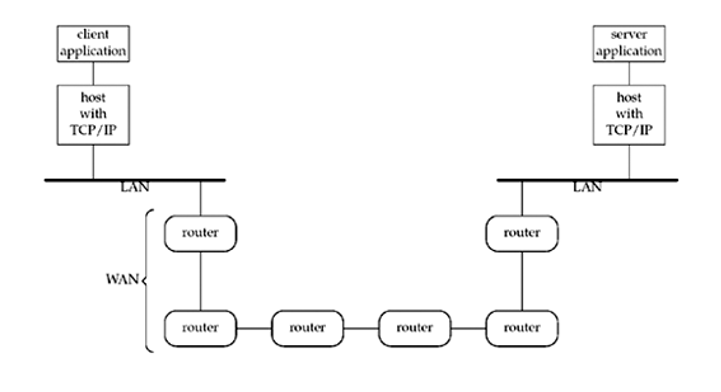 client
application
server
application
host
with
TCP/IP
host
with
TCP/IP
LAN
LAN
router
router
WAN
router
router
router
router